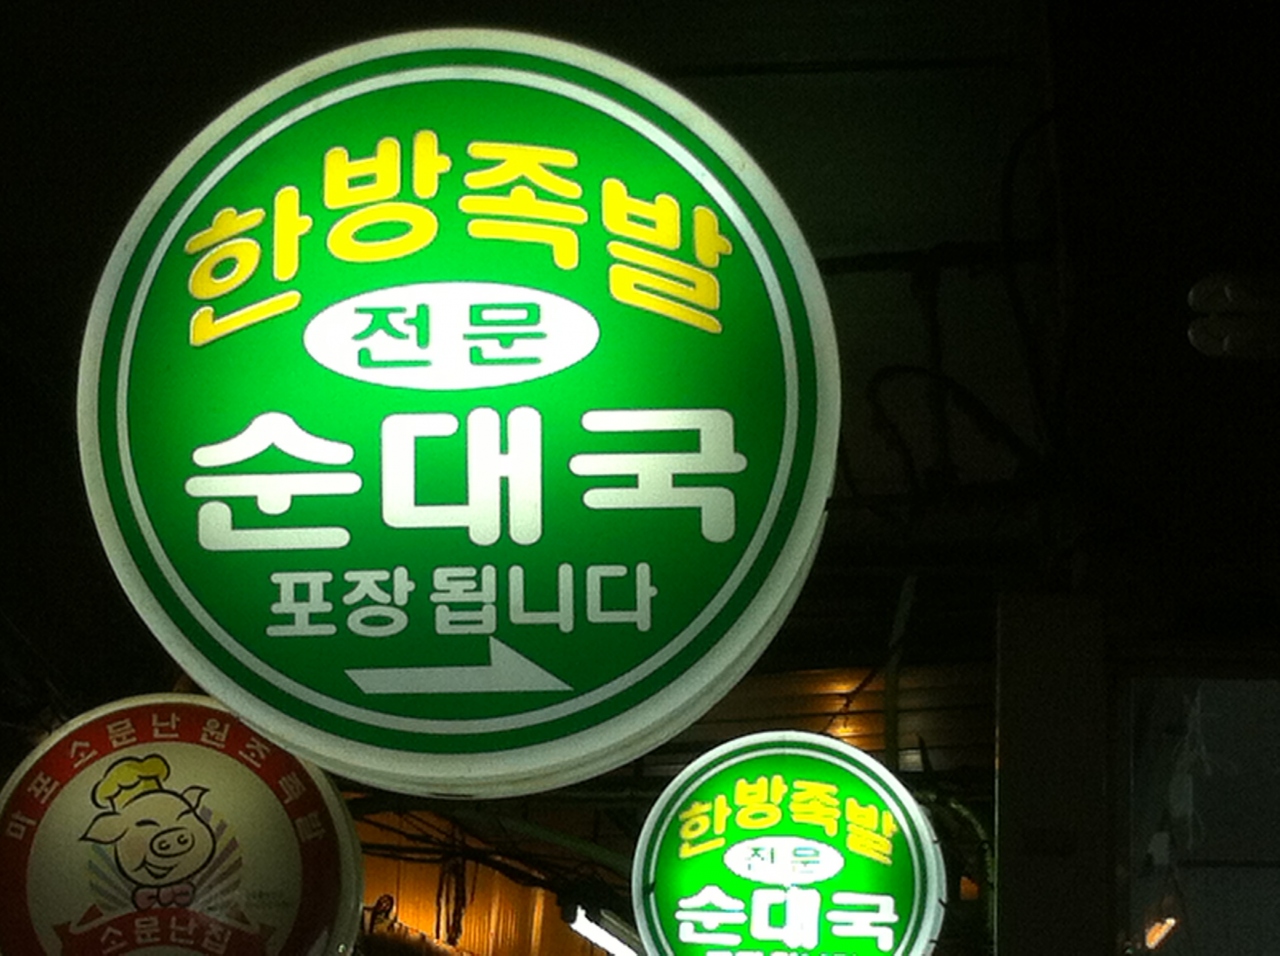 한방족발
전문
순대국
포장 됩니다
마포소문난원조족발
소문난집
한방족발
전문
순대국